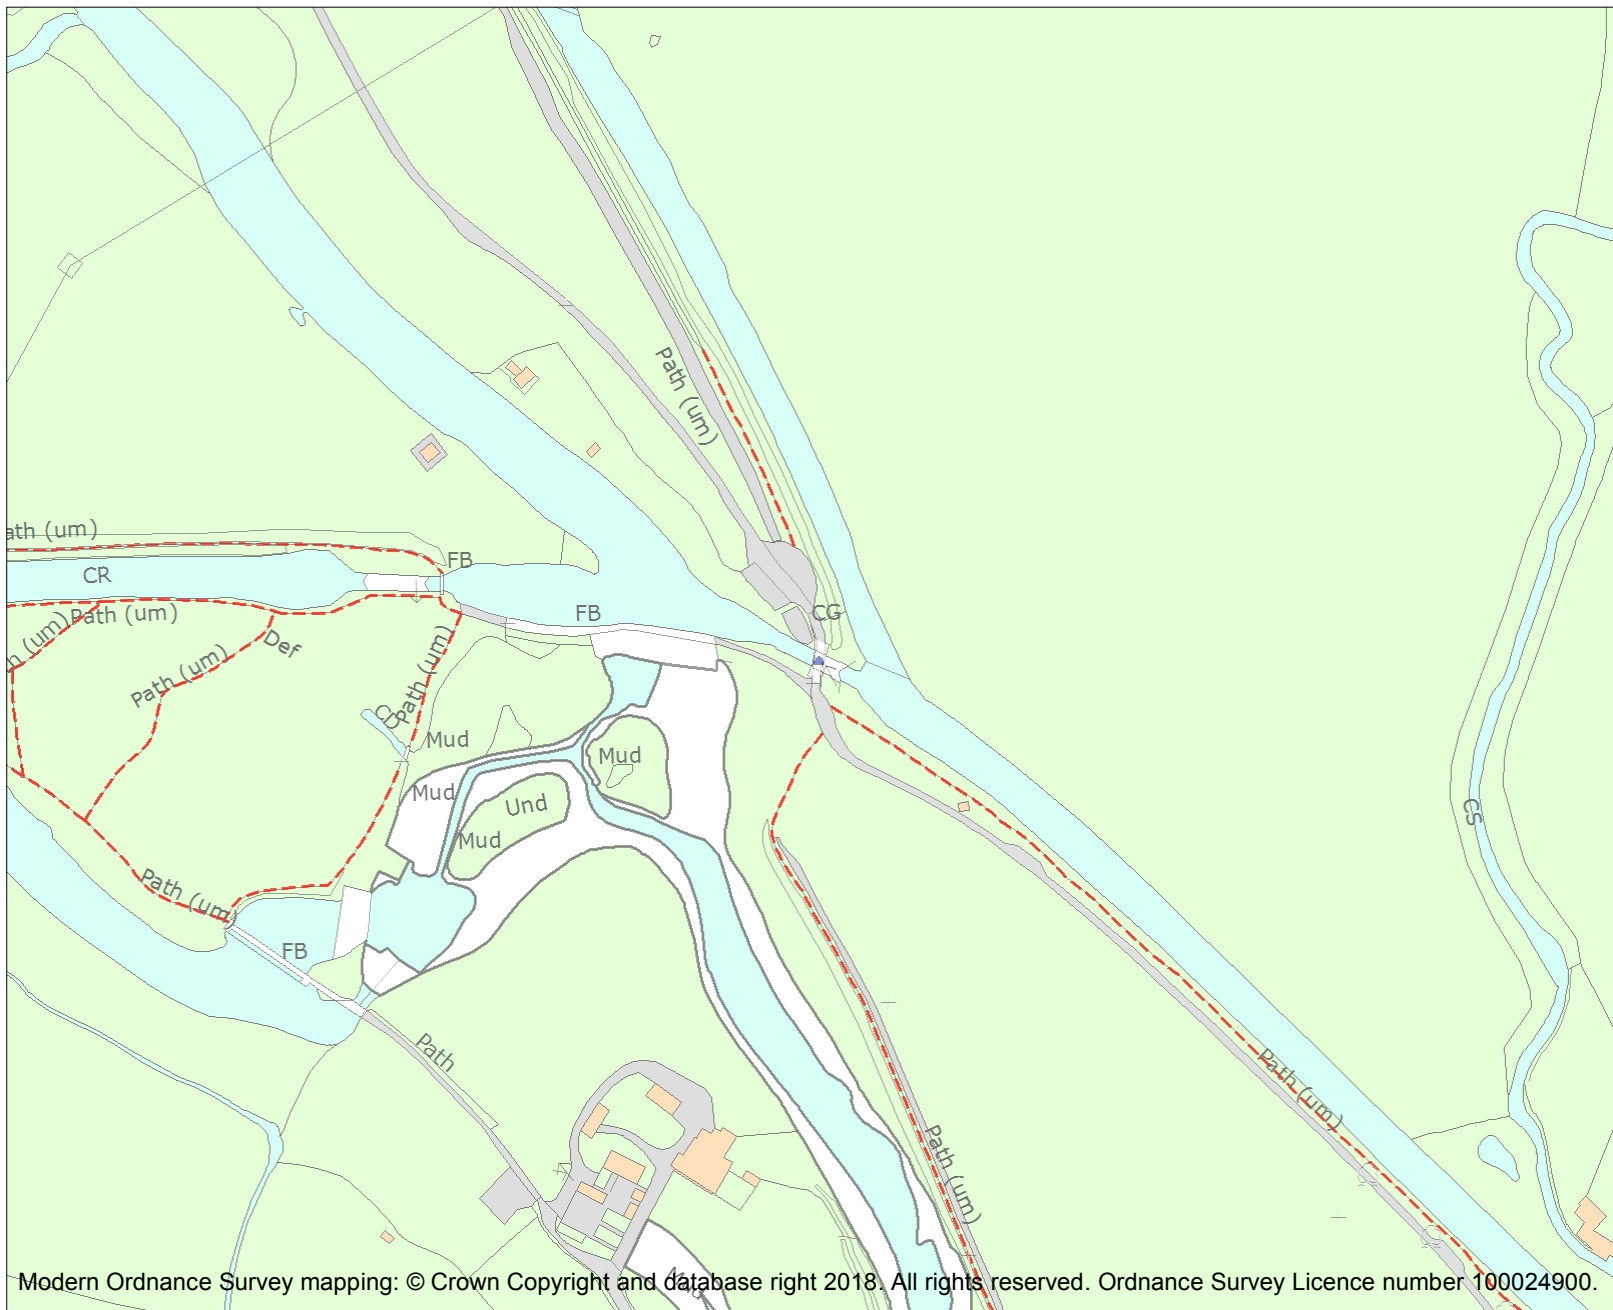 Path (um)
ath (um)
FB
CR
FB
CG
Path (um)
h (um)
Def
Path (um)
Path (um)
CD
Mud
Mud
Mud
Und
Mud
CS
Path (um)
FB
Path
Path (um)
Path (um)
Mud
Modern Ordnance Survey mapping: © Crown Copyright and database right 2018. All rights reserved. Ordnance Survey Licence number 100024900.